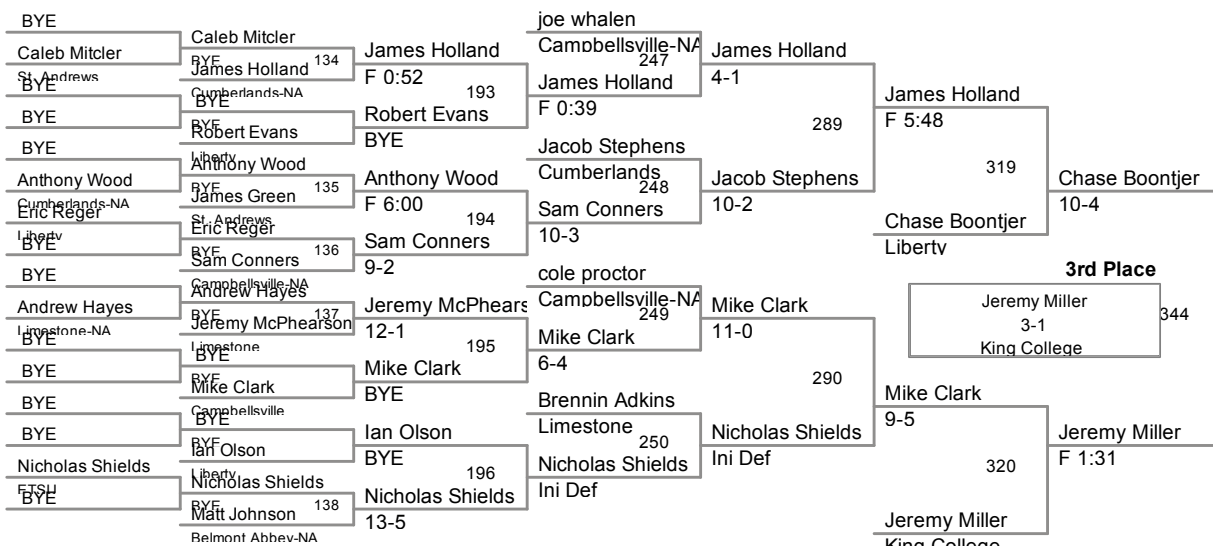 BYE
Caleb Mitcler
St. Andrews
BYE
BYE
BYE
Anthony Wood
Cumberlands-NA
Eric Reger
Liberty
BYE
BYE
Andrew Hayes
Limestone-NA
BYE
BYE
BYE
BYE
Nicholas Shields
ETSU
BYE
Caleb Mitcler
BYE
134
James Holland
Cumberlands-NA
BYE
BYE
Robert Evans
Liberty
Anthony Wood
BYE
135
James Green
St. Andrews
Eric Reger
BYE
136
Sam Conners
Campbellsville-NA
Andrew Hayes
BYE
137
Jeremy McPhearson
Limestone
BYE
BYE
Mike Clark
Campbellsville
BYE
BYE
Ian Olson
Liberty
Nicholas Shields
BYE
138
Matt Johnson
Belmont Abbey-NA
James Holland
F 0:52
193
Robert Evans
BYE
Anthony Wood
F 6:00
194
Sam Conners
9-2
Jeremy McPhears
12-1
195
Mike Clark
BYE
Ian Olson
BYE
196
Nicholas Shields
13-5
joe whalen
Campbellsville-NA
247
James Holland
F 0:39
Jacob Stephens
Cumberlands
248
Sam Conners
10-3
cole proctor
Campbellsville-NA
249
Mike Clark
6-4
Brennin Adkins
Limestone
250
Nicholas Shields
Ini Def
James Holland
4-1
289
Jacob Stephens
10-2
Mike Clark
11-0
290
Nicholas Shields
Ini Def
James Holland
F 5:48
319
Chase Boontjer
Liberty
Mike Clark
9-5
320
Jeremy Miller
King College
Chase Boontjer
10-4
3rd Place
Jeremy Miller
3-1
King College
344
Jeremy Miller
F 1:31